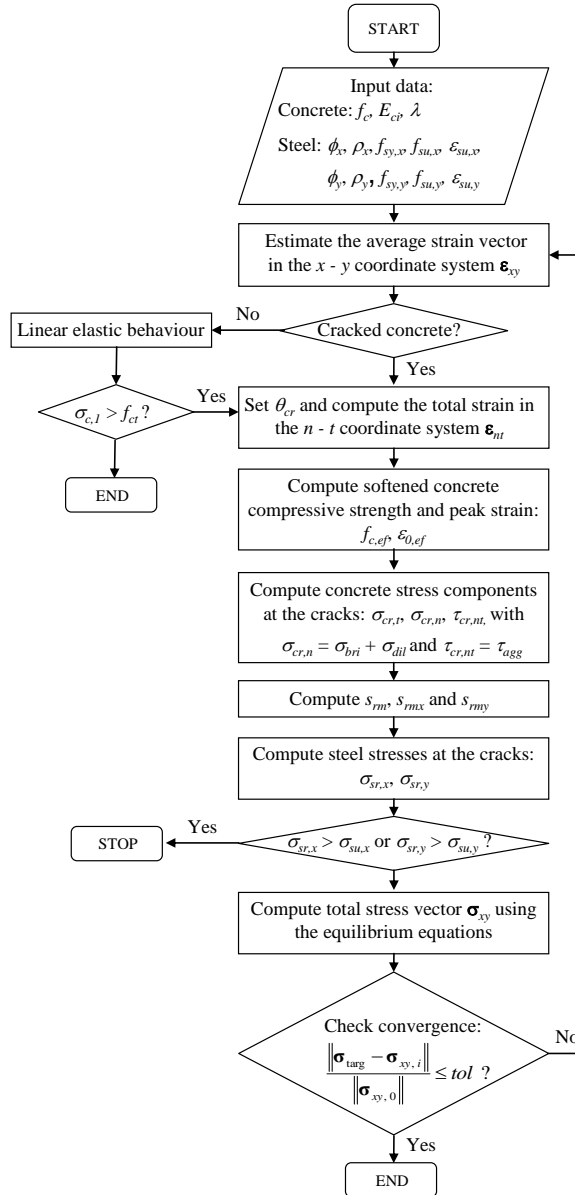 START
Input data:
Concrete: f_c, E_ci, λ
Steel: ϕ_x, ρ_x, f_sy,x, f_su,x, ε_su,x,
ϕ_y, ρ_y, f_sy,y, f_su,y, ε_su,y
Estimate the average strain vector
in the x - y coordinate system ε_xy
Cracked concrete?
No
Linear elastic behaviour
Yes
σ_c,1 > f_ct ?
Yes
Set θ_cr and compute the total strain in
the n - t coordinate system ε_nt
END
Compute softened concrete
compressive strength and peak strain:
f_c,ef, ε_0,ef
Compute concrete stress components
at the cracks: σ_cr,t, σ_cr,n, τ_cr,nt, with
σ_cr,n = σ_bri + σ_dil and τ_cr,nt = τ_agg
Compute s_rm, s_rmx and s_rmy
Compute steel stresses at the cracks:
σ_sr,x, σ_sr,y
σ_sr,x > σ_su,x or σ_sr,y > σ_su,y ?
Yes
STOP
Compute total stress vector σ_xy using
the equilibrium equations
Check convergence:
‖σ_targ − σ_xy,i‖ / ‖σ_xy,0‖ ≤ tol ?
No
Yes
END